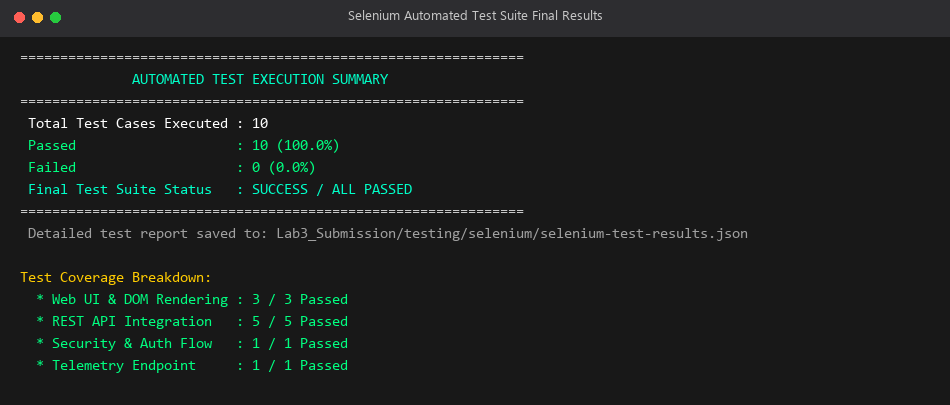 Selenium Automated Test Suite Final Results
===============================================================
AUTOMATED TEST EXECUTION SUMMARY
===============================================================
Total Test Cases Executed : 10
Passed : 10 (100.0%)
Failed : 0 (0.0%)
Final Test Suite Status : SUCCESS / ALL PASSED
===============================================================
Detailed test report saved to: Lab3_Submission/testing/selenium/selenium-test-results.json
Test Coverage Breakdown:
* Web UI & DOM Rendering : 3 / 3 Passed
* REST API Integration : 5 / 5 Passed
* Security & Auth Flow : 1 / 1 Passed
* Telemetry Endpoint : 1 / 1 Passed